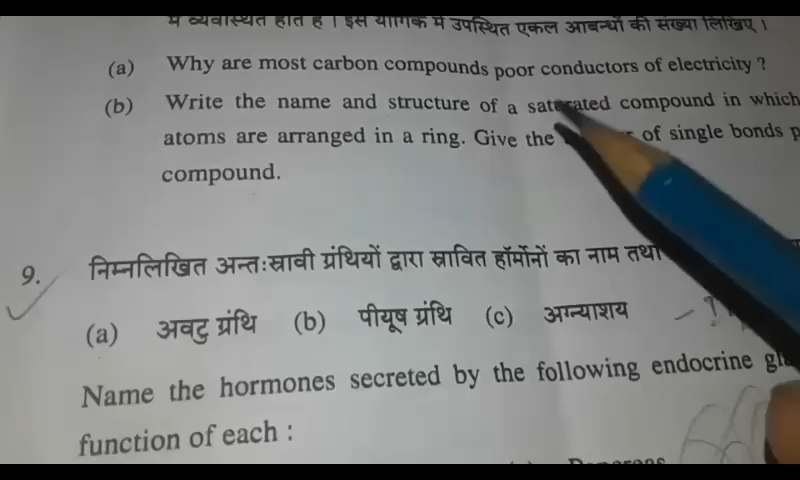 में व्यवस्थित होते हैं । इस यौगिक में उपस्थित एकल आबन्धों की संख्या लिखिए ।
(a) Why are most carbon compounds poor conductors of electricity ?
(b) Write the name and structure of a saturated compound in which
atoms are arranged in a ring. Give the of single bonds p
compound.
9. निम्नलिखित अन्तःस्रावी ग्रंथियों द्वारा स्रावित हॉर्मोनों का नाम तथा
(a) अवटु ग्रंथि (b) पीयूष ग्रंथि (c) अग्न्याशय
Name the hormones secreted by the following endocrine gl
function of each :